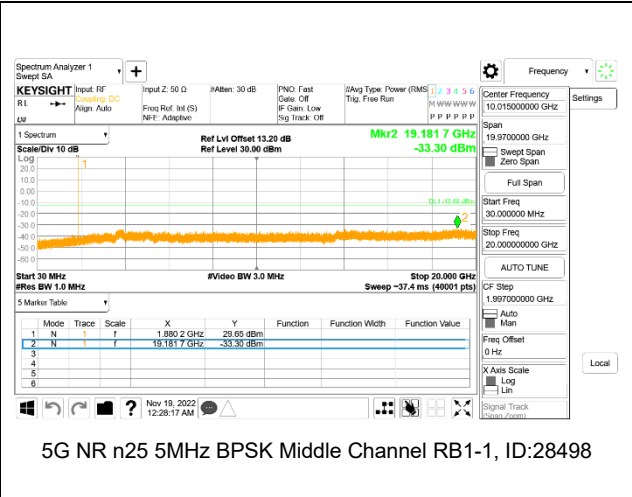 Spectrum Analyzer 1
Swept SA
+
Frequency
KEYSIGHT Input: RF Input Z: 50 Ω #Atten: 30 dB PNO: Fast #Avg Type: Power (RMS 1 2 3 4 5 6
RL Coupling: DC Gate: Off Trig: Free Run M W W W W W
Align: Auto Freq Ref: Int (S) IF Gain: Low
NFE: Adaptive Sig Track: Off P P P P P P
1 Spectrum
Scale/Div 10 dB
Ref Lvl Offset 13.20 dB
Ref Level 30.00 dBm
Mkr2 19.181 7 GHz
-33.30 dBm
Log
1
20.0
10.0
0.00
-10.0
DL1 -13.00 dBm
-20.0
2
-30.0
-40.0
-50.0
-60.0
Start 30 MHz #Video BW 3.0 MHz Stop 20.000 GHz
#Res BW 1.0 MHz Sweep ~37.4 ms (40001 pts)
5 Marker Table
Mode Trace Scale X Y Function Function Width Function Value
1 N 1 f 1.880 2 GHz 29.65 dBm
2 N 1 f 19.181 7 GHz -33.30 dBm
3
4
5
6
?
Nov 19, 2022
12:28:17 AM
Center Frequency
10.015000000 GHz
Settings
Span
19.9700000 GHz
Swept Span
Zero Span
Full Span
Start Freq
30.000000 MHz
Stop Freq
20.000000000 GHz
AUTO TUNE
CF Step
1.997000000 GHz
Auto
Man
Freq Offset
0 Hz
X Axis Scale
Log
Lin
Local
Signal Track
(Span Zoom)
5G NR n25 5MHz BPSK Middle Channel RB1-1, ID:28498